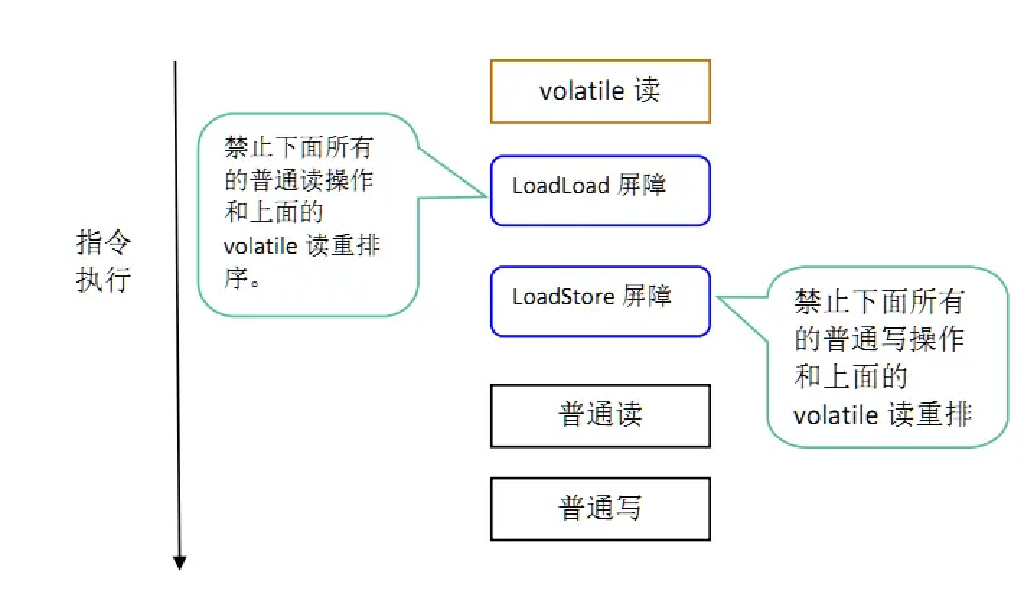 volatile 读
禁止下面所有
的普通读操作
和上面的
volatile 读重排
序。
LoadLoad 屏障
指令
执行
LoadStore 屏障
禁止下面所有
的普通写操作
和上面的
volatile 读重排
普通读
普通写